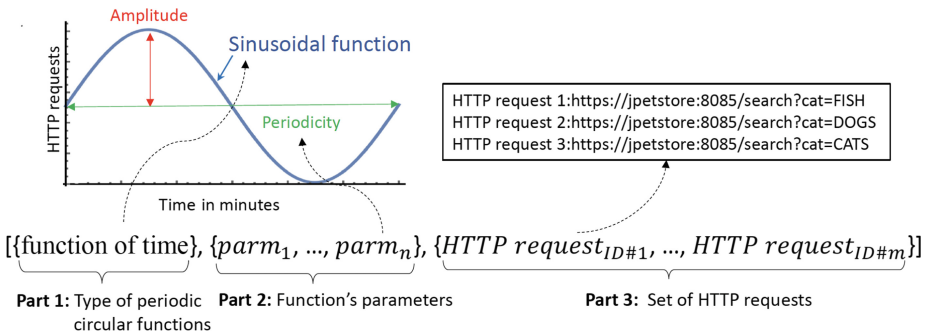 Amplitude
Sinusoidal function
HTTP requests
Periodicity
Time in minutes
HTTP request 1:https://jpetstore:8085/search?cat=FISH
HTTP request 2:https://jpetstore:8085/search?cat=DOGS
HTTP request 3:https://jpetstore:8085/search?cat=CATS
[{function of time}, {parm₁, ..., parmₙ}, {HTTP request_ID#1, ..., HTTP request_ID#m}]
Part 1: Type of periodic
circular functions
Part 2: Function's parameters
Part 3: Set of HTTP requests